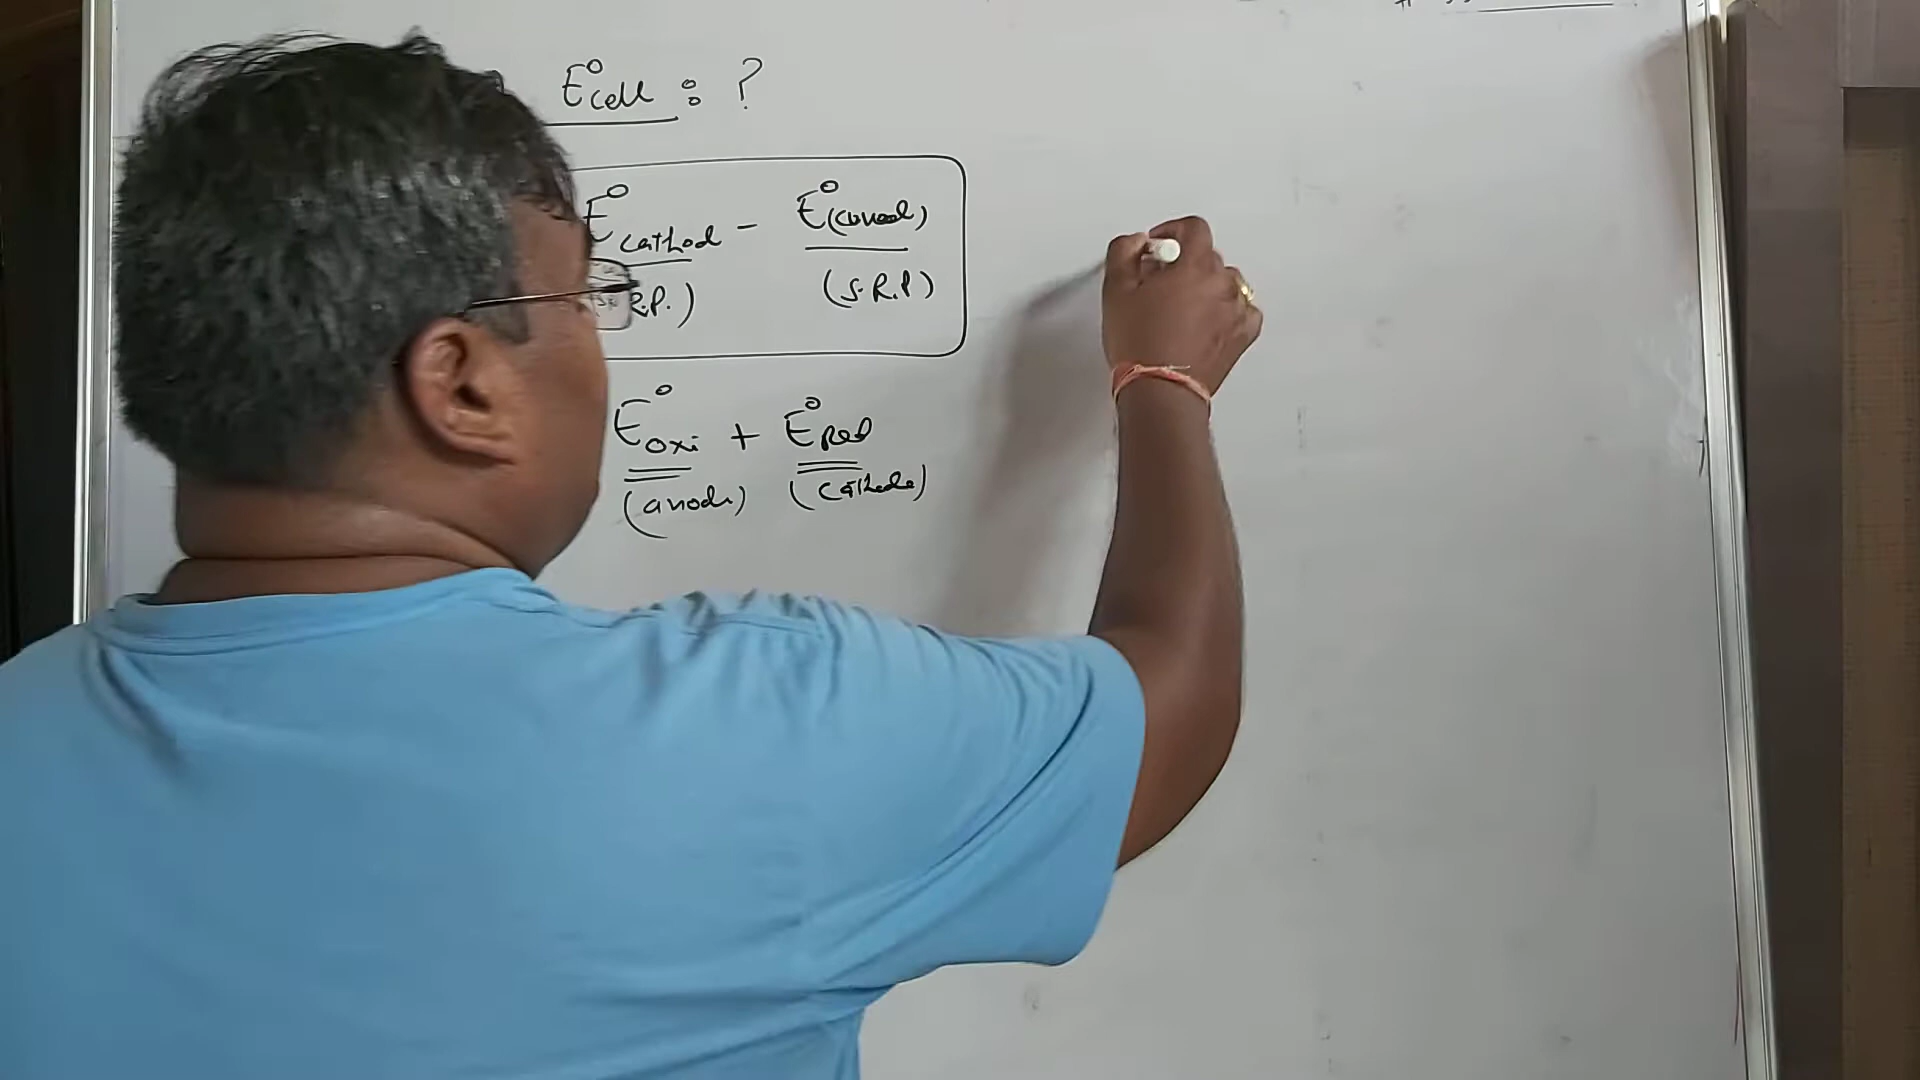 E°cell : ?
E°cathod - E°(anod)
R.P.) (S.R.P)
E°oxi + E°Red
(anode) (cathode)